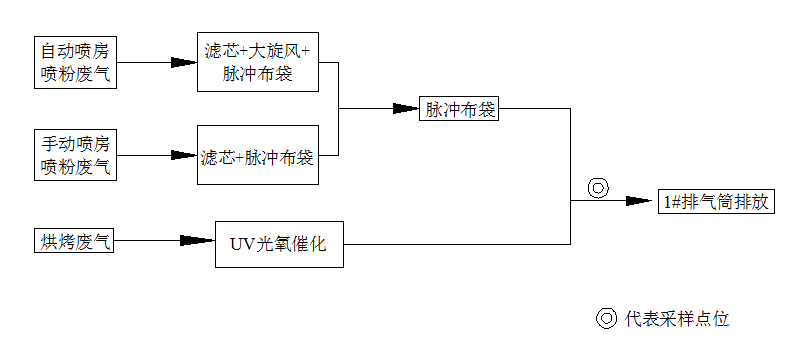 自动喷房
喷粉废气
滤芯+大旋风+
脉冲布袋
脉冲布袋
手动喷房
喷粉废气
滤芯+脉冲布袋
1#排气筒排放
烘烤废气
UV光氧催化
代表采样点位